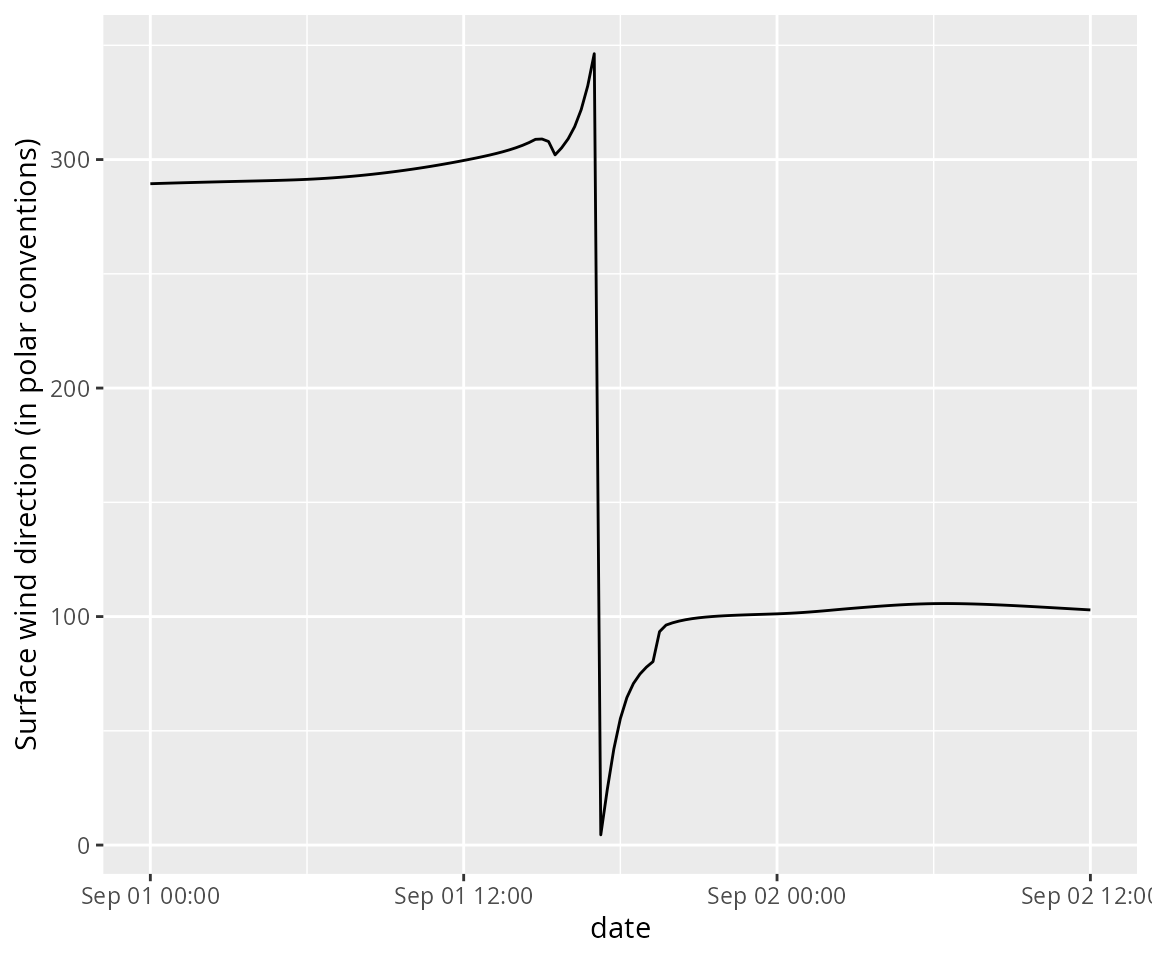 Surface wind direction (in polar conventions)
300
200
100
0
Sep 01 00:00 Sep 01 12:00 Sep 02 00:00 Sep 02 12:00
date